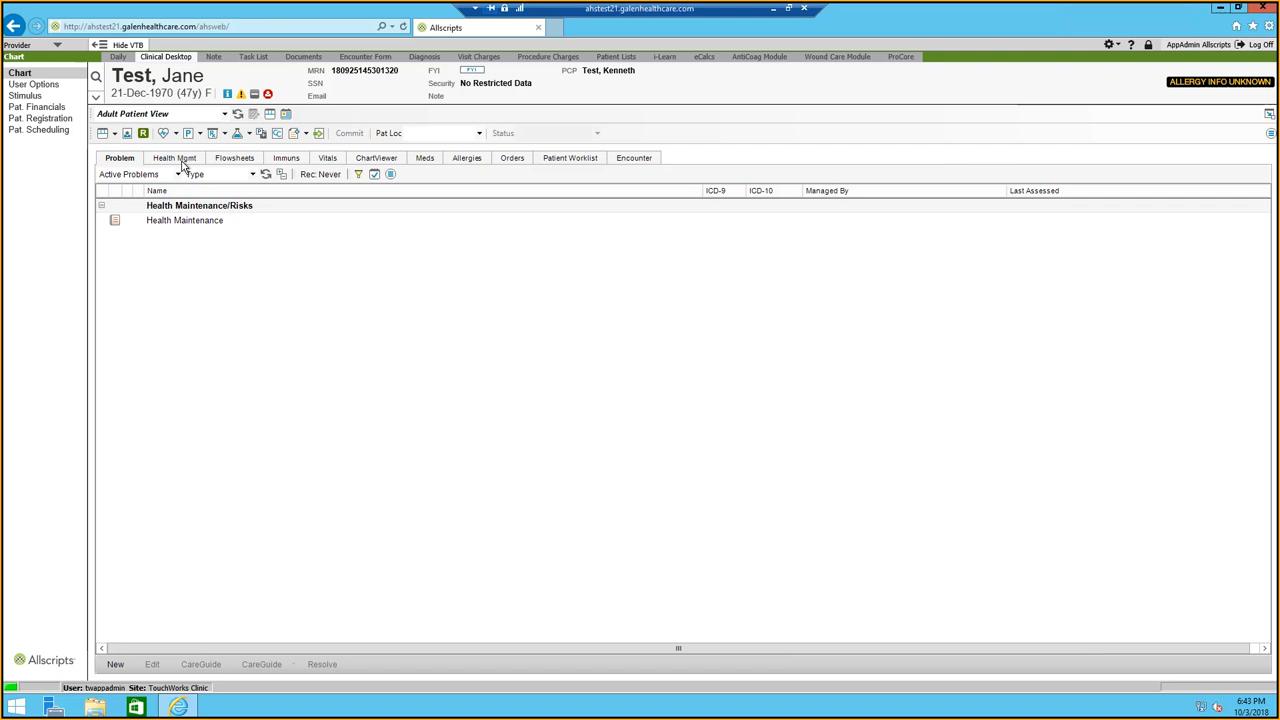 ahstest21.galenhealthcare.com
http://ahstest21.galenhealthcare.com/ahsweb/
Allscripts
Provider
Hide VTB
AppAdmin Allscripts
Log Off
Chart
Daily
Clinical Desktop
Note
Task List
Documents
Encounter Form
Diagnosis
Visit Charges
Procedure Charges
Patient Lists
i-Learn
eCalcs
AntiCoag Module
Wound Care Module
ProCore
Chart
User Options
Stimulus
Pat. Financials
Pat. Registration
Pat. Scheduling
Test, Jane
21-Dec-1970 (47y) F
MRN 180925145301320
SSN
Email
FYI FYI
Security No Restricted Data
Note
PCP Test, Kenneth
ALLERGY INFO UNKNOWN
Adult Patient View
Commit
Pat Loc
Status
Problem
Health Mgmt
Flowsheets
Immuns
Vitals
ChartViewer
Meds
Allergies
Orders
Patient Worklist
Encounter
Active Problems
Type
Rec: Never
Name
ICD-9
ICD-10
Managed By
Last Assessed
Health Maintenance/Risks
Health Maintenance
New
Edit
CareGuide
CareGuide
Resolve
Allscripts
User: twappadmin Site: TouchWorks Clinic
6:43 PM
10/3/2018